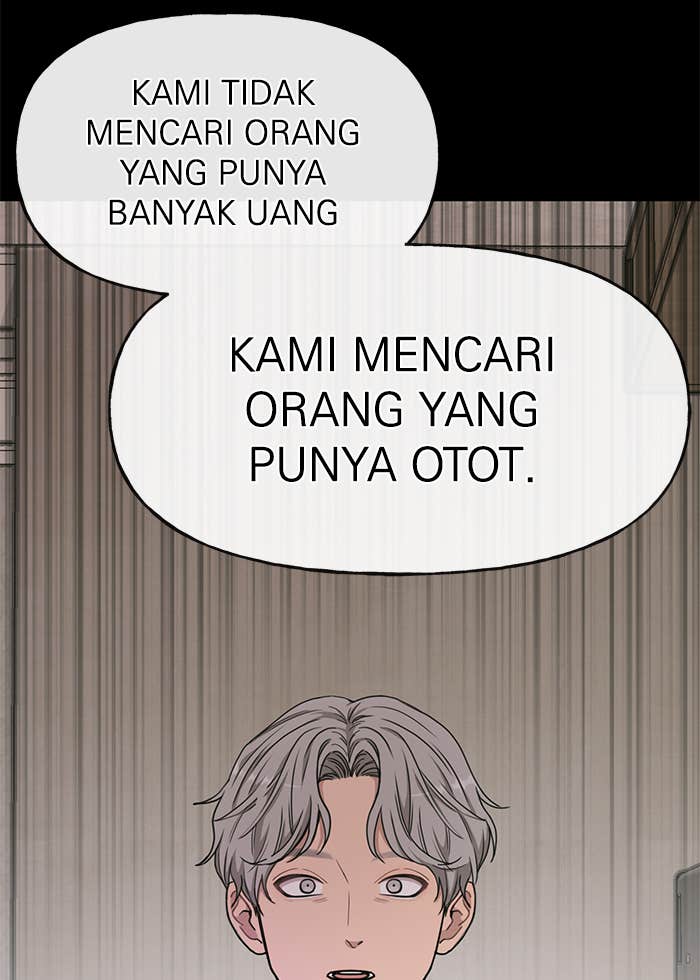 KAMI TIDAK
MENCARI ORANG
YANG PUNYA
BANYAK UANG
KAMI MENCARI
ORANG YANG
PUNYA OTOT.